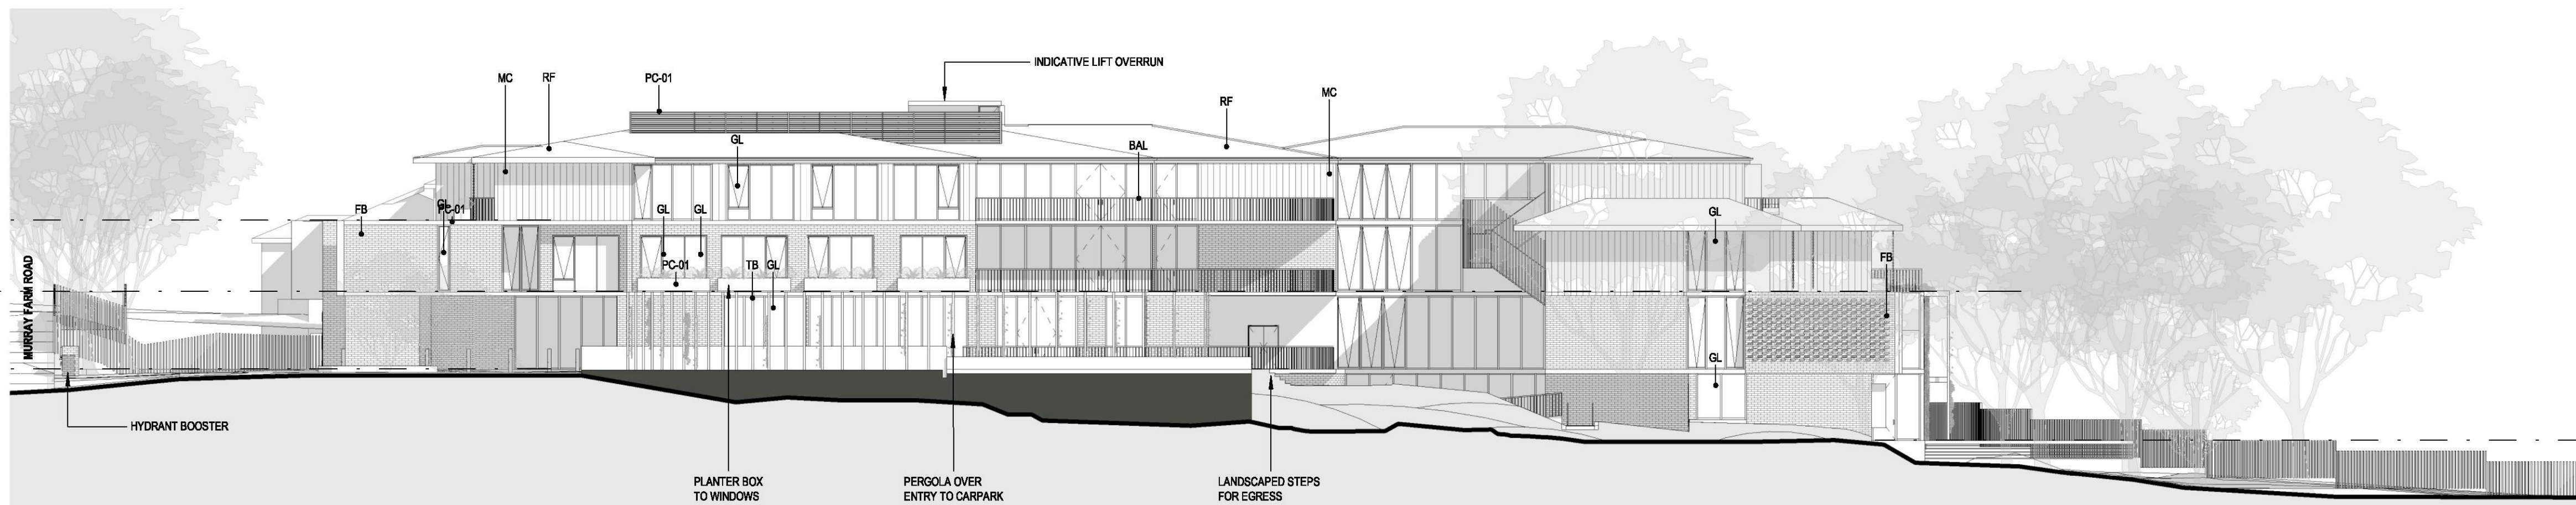 INDICATIVE LIFT OVERRUN
MC
RF
PC-01
RF
MC
GL
BAL
FB
GL
PC-01
GL
GL
GL
FB
PC-01
TB
GL
MURRAY FARM ROAD
GL
HYDRANT BOOSTER
PLANTER BOX
TO WINDOWS
PERGOLA OVER
ENTRY TO CARPARK
LANDSCAPED STEPS
FOR EGRESS